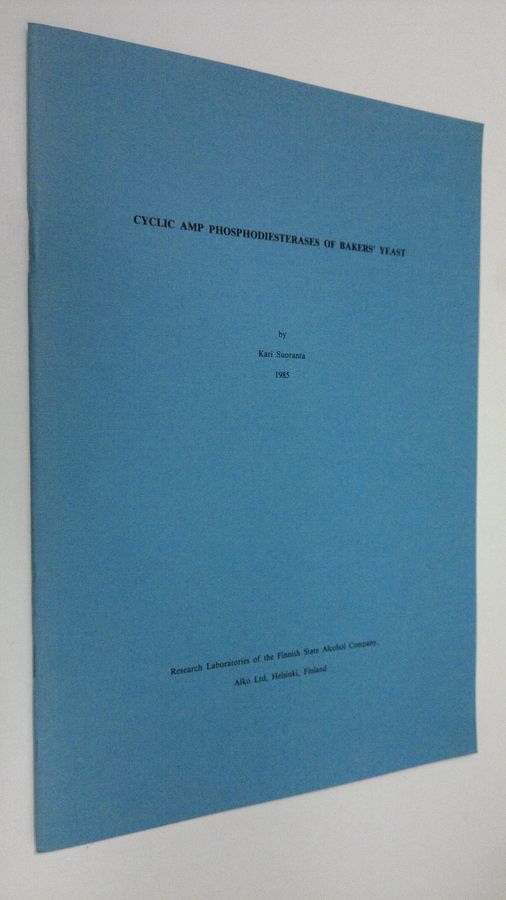 CYCLIC AMP PHOSPHODIESTERASES OF BAKERS' YEAST
by
Kari Suoranta
1985
Research Laboratories of the Finnish State Alcohol Company,
Alko Ltd, Helsinki, Finland